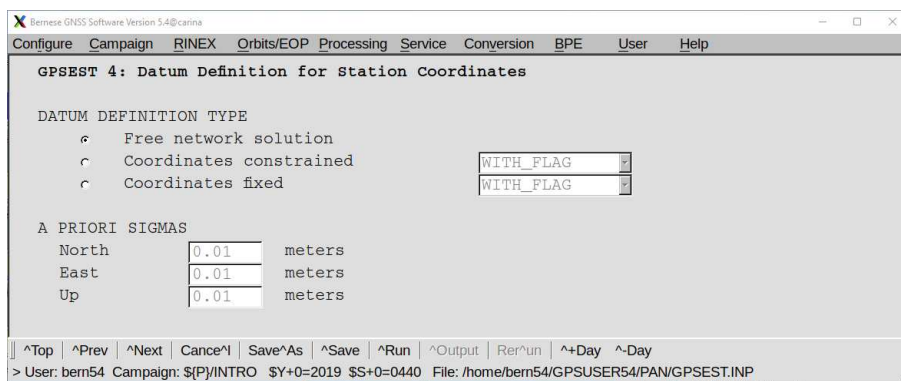 Bernese GNSS Software Version 5.4@carina
Configure Campaign RINEX Orbits/EOP Processing Service Conversion BPE User Help
GPSEST 4: Datum Definition for Station Coordinates
DATUM DEFINITION TYPE
Free network solution
Coordinates constrained WITH_FLAG
Coordinates fixed WITH_FLAG
A PRIORI SIGMAS
North 0.01 meters
East 0.01 meters
Up 0.01 meters
^Top | ^Prev | ^Next | Cance^l | Save^As | ^Save | ^Run | ^Output | Rer^un | ^+Day ^-Day
> User: bern54 Campaign: ${P}/INTRO $Y+0=2019 $S+0=0440 File: /home/bern54/GPSUSER54/PAN/GPSEST.INP